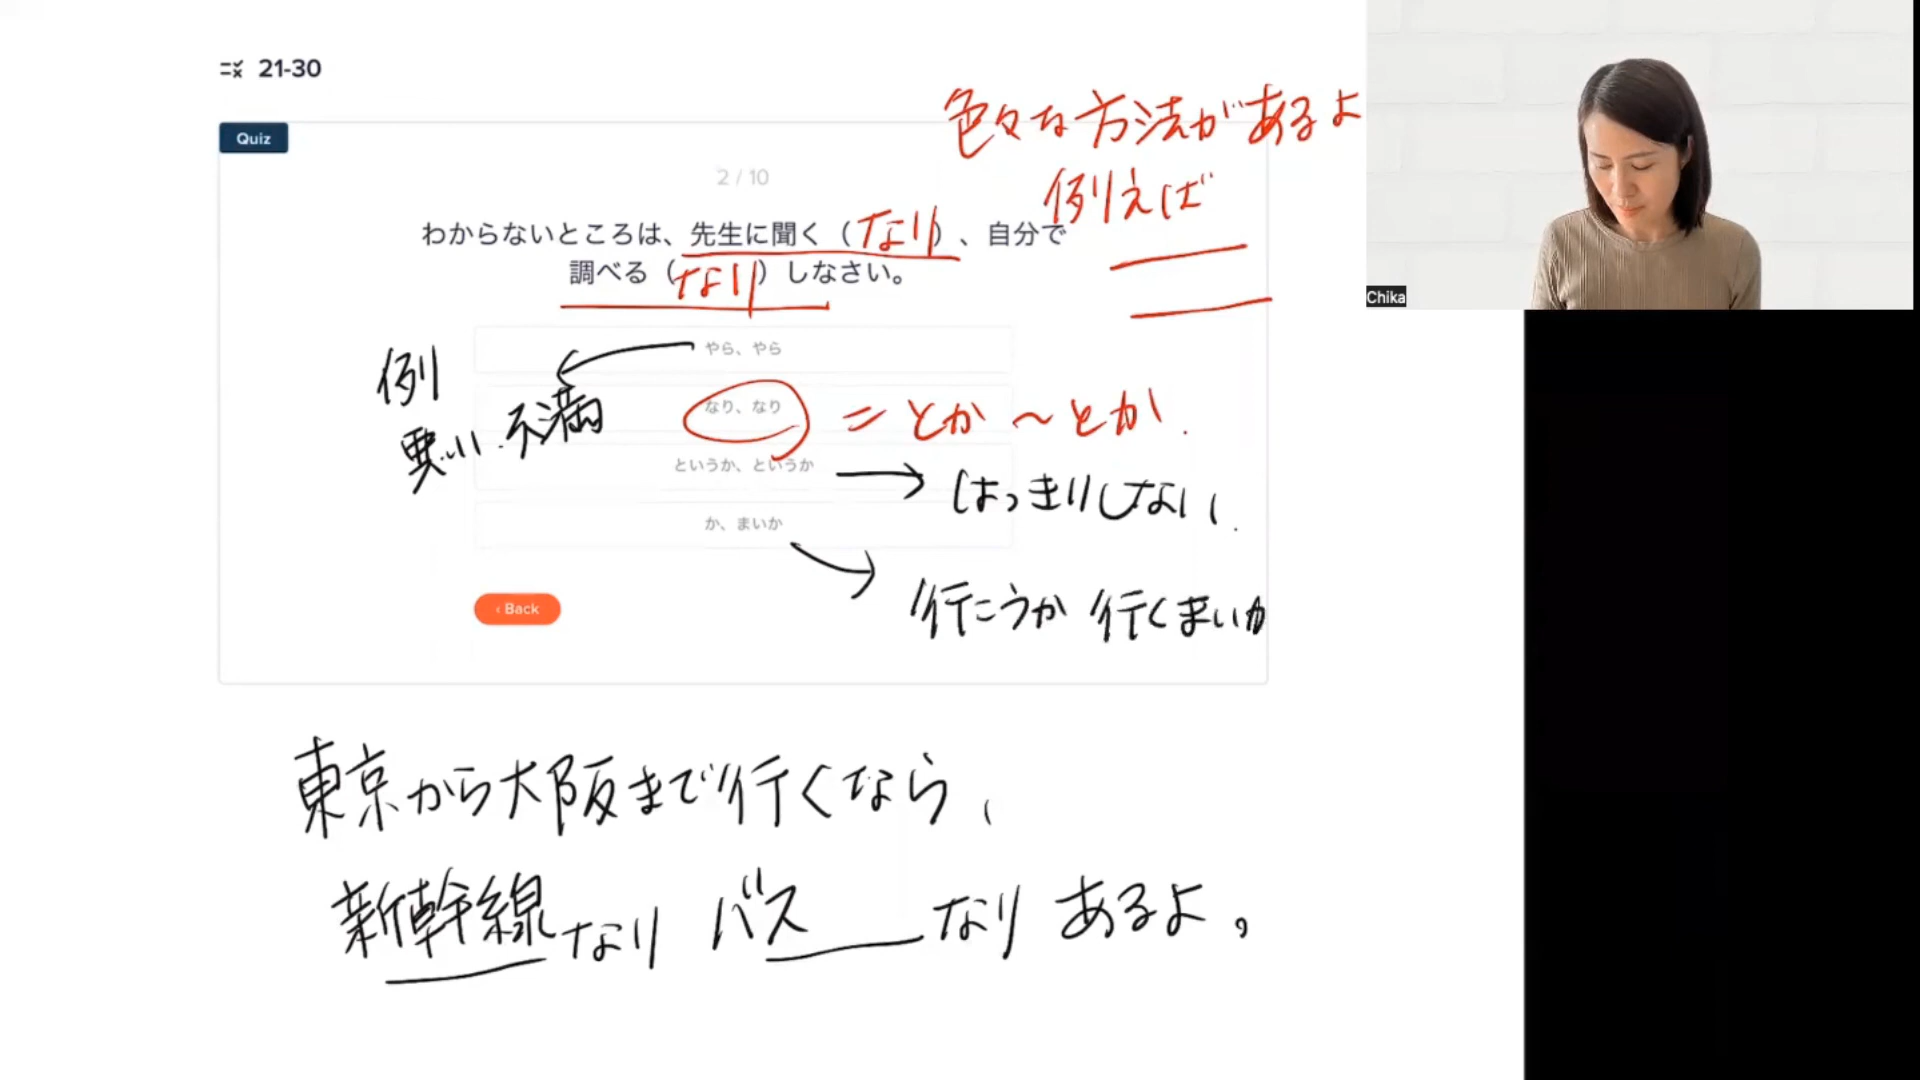 21-30
Quiz
2 / 10
色々な方法があるよ
例えば
わからないところは、先生に聞く（なり）、自分で
調べる（なり）しなさい。
やら、やら
例
悪い. 不満
なり、なり = とか 〜とか.
というか、というか → はっきりしない.
か、まいか
行こうか 行くまいか
‹ Back
東京から大阪まで行くなら、
新幹線なり バス なり あるよ。
Chika